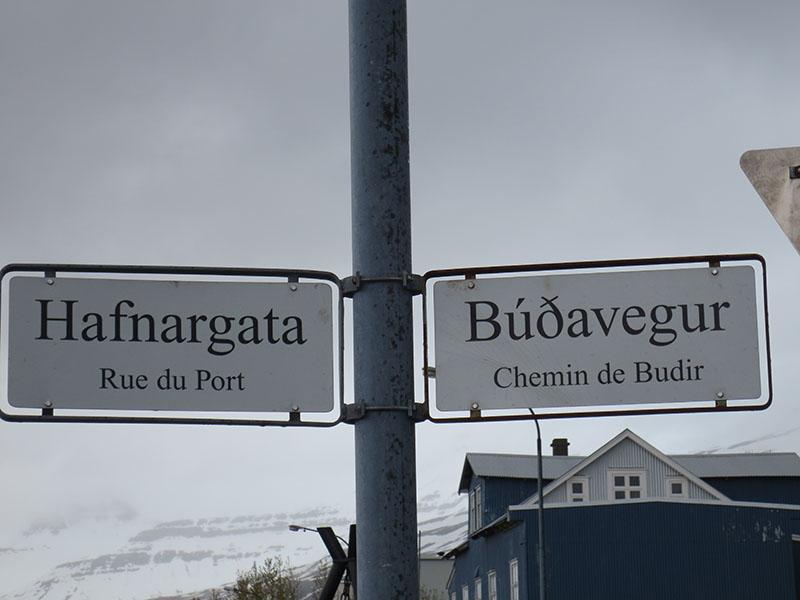 Hafnargata
Rue du Port
Búðavegur
Chemin de Budir